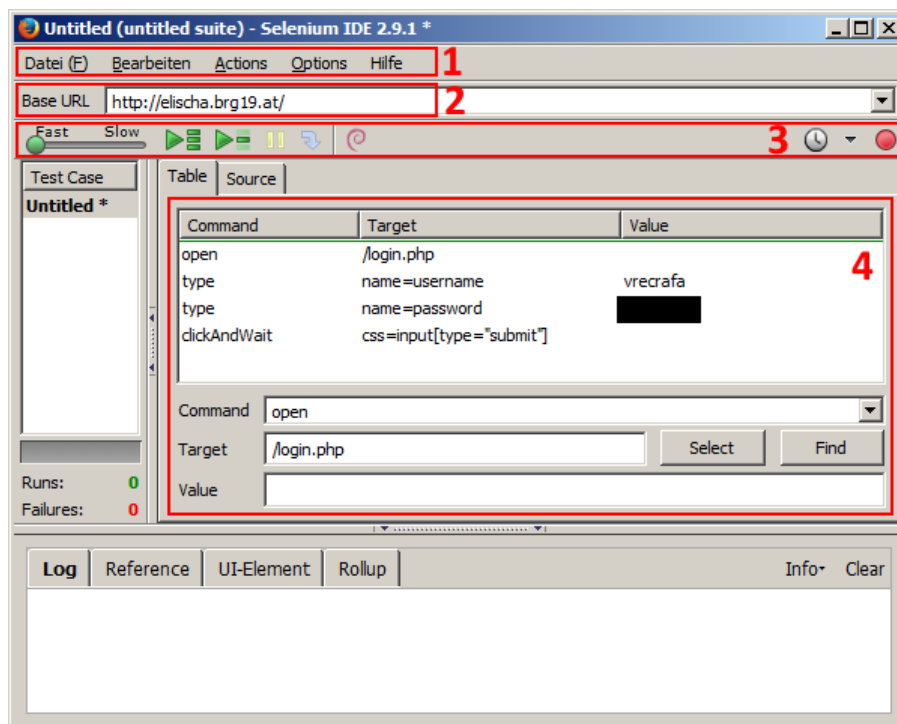 Untitled (untitled suite) - Selenium IDE 2.9.1 *
Datei (F) Bearbeiten Actions Options Hilfe 1
Base URL http://elischa.brg19.at/ 2
Fast Slow 3
Test Case Table Source
Untitled *
Command Target Value
open /login.php 4
type name=username vrecrafa
type name=password
clickAndWait css=input[type="submit"]
Command open
Target /login.php Select Find
Runs: 0 Value
Failures: 0
Log Reference UI-Element Rollup Info Clear